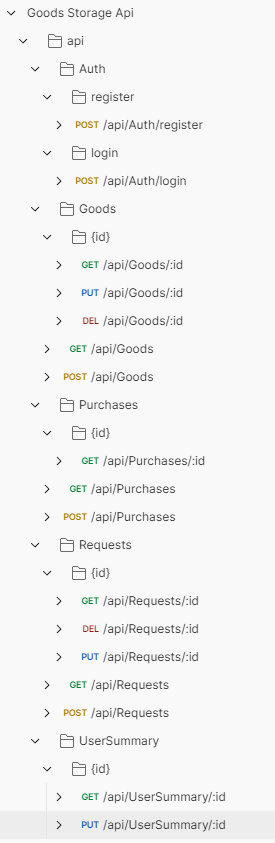 Goods Storage Api
api
Auth
register
POST /api/Auth/register
login
POST /api/Auth/login
Goods
{id}
GET /api/Goods/:id
PUT /api/Goods/:id
DEL /api/Goods/:id
GET /api/Goods
POST /api/Goods
Purchases
{id}
GET /api/Purchases/:id
GET /api/Purchases
POST /api/Purchases
Requests
{id}
GET /api/Requests/:id
DEL /api/Requests/:id
PUT /api/Requests/:id
GET /api/Requests
POST /api/Requests
UserSummary
{id}
GET /api/UserSummary/:id
PUT /api/UserSummary/:id